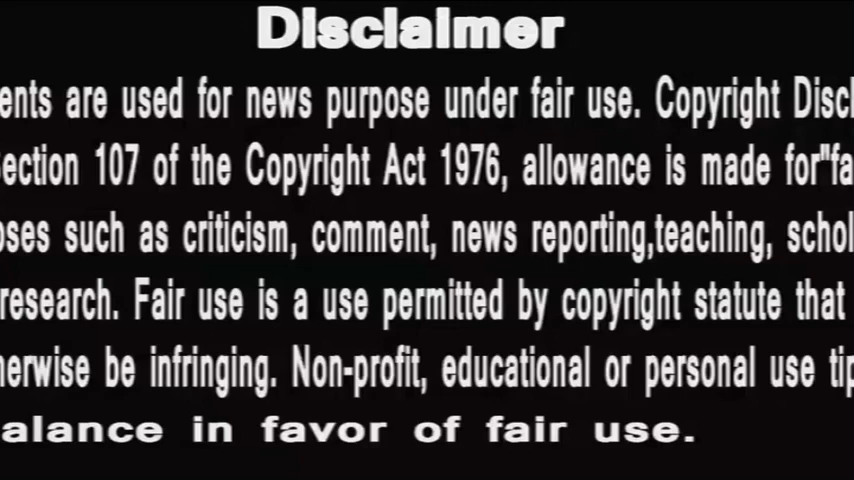 Disclaimer
ents are used for news purpose under fair use. Copyright Discl
ection 107 of the Copyright Act 1976, allowance is made for"fa
oses such as criticism, comment, news reporting,teaching, schol
research. Fair use is a use permitted by copyright statute that
herwise be infringing. Non-profit, educational or personal use tip
alance in favor of fair use.